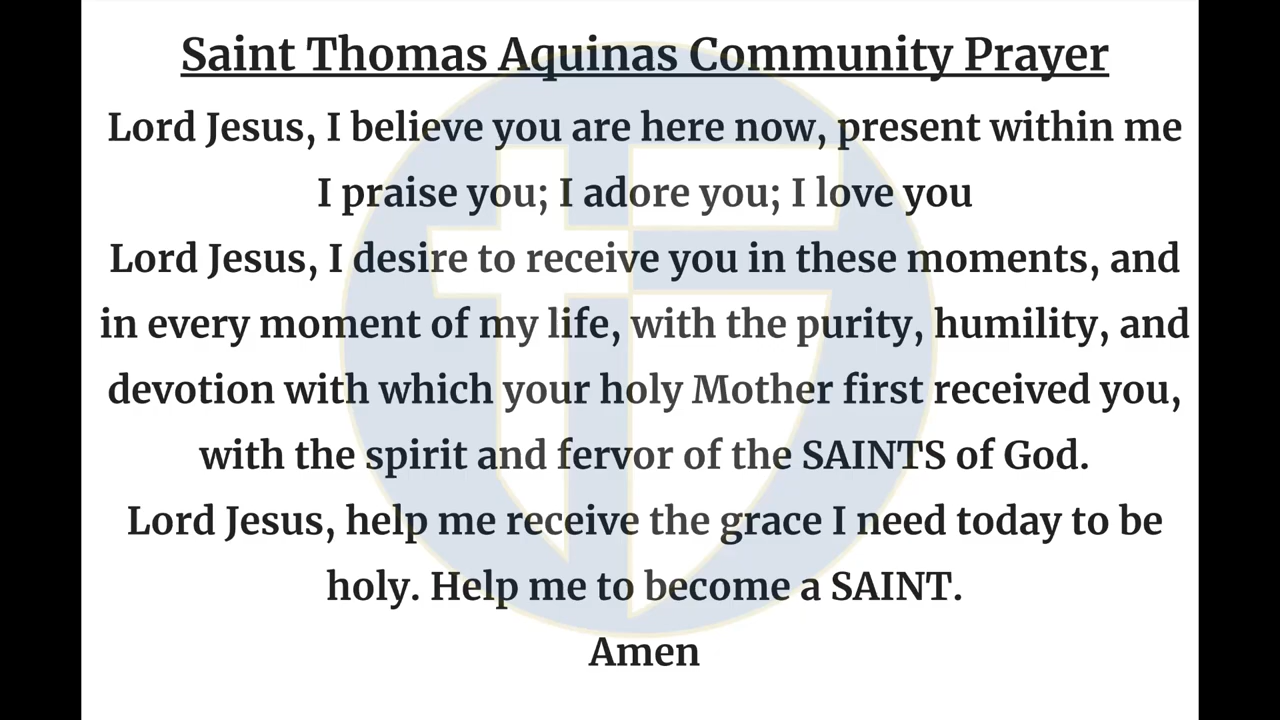 Saint Thomas Aquinas Community Prayer
Lord Jesus, I believe you are here now, present within me
I praise you; I adore you; I love you
Lord Jesus, I desire to receive you in these moments, and
in every moment of my life, with the purity, humility, and
devotion with which your holy Mother first received you,
with the spirit and fervor of the SAINTS of God.
Lord Jesus, help me receive the grace I need today to be
holy. Help me to become a SAINT.
Amen